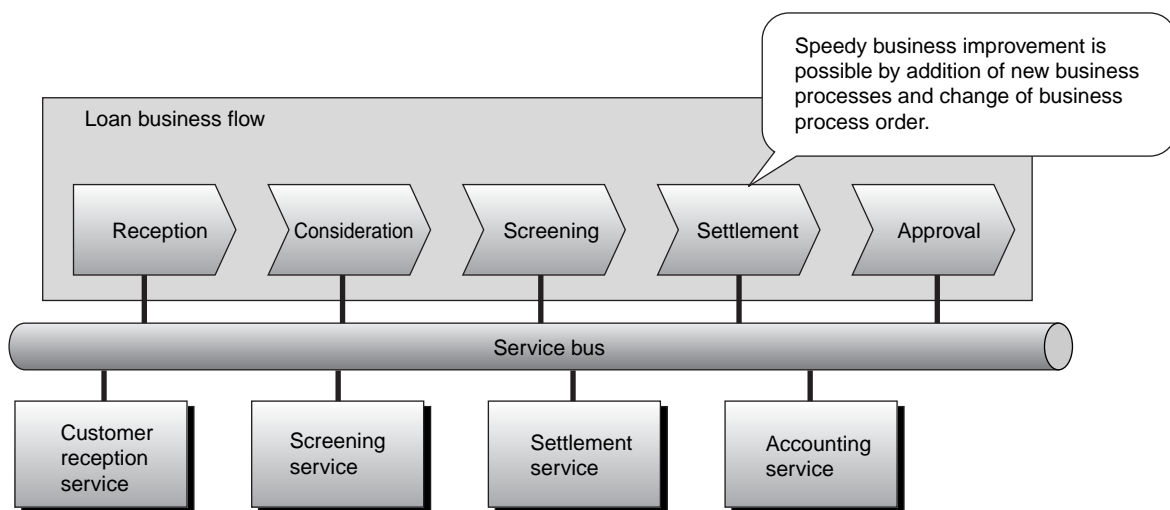 Speedy business improvement is
possible by addition of new business
processes and change of business
process order.
Loan business flow
Reception
Consideration
Screening
Settlement
Approval
Service bus
Customer
reception
service
Screening
service
Settlement
service
Accounting
service